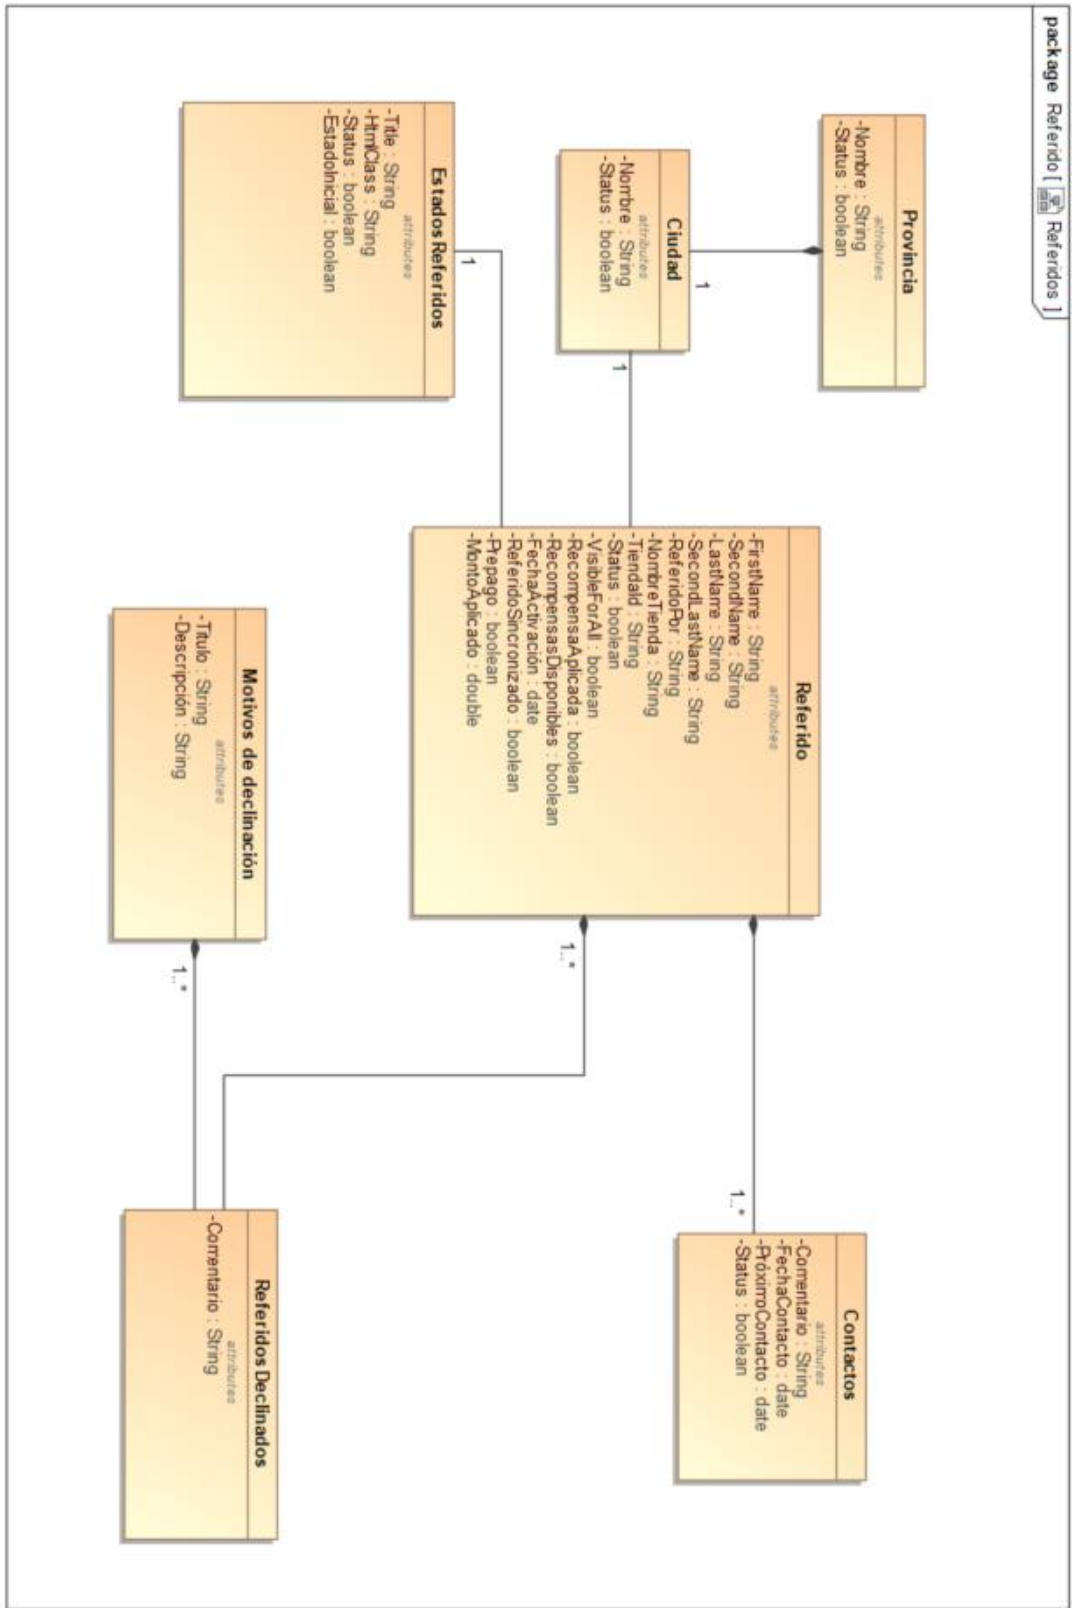 package Referido [ Referidos ]
Provincia
attributes
-Nombre : String
-Status : boolean
1
Ciudad
attributes
-Nombre : String
-Status : boolean
1
Estados Referidos
attributes
-Title : String
-HtmlClass : String
-Status : boolean
-EstadoInicial : boolean
1
Referido
attributes
-FirstName : String
-SecondName : String
-LastName : String
-SecondLastName : String
-ReferidoPor : String
-NombreTienda : String
-TiendaId : String
-Status : boolean
-VisibleForAll : boolean
-RecompensaAplicada : boolean
-RecompensasDisponibles : boolean
-FechaActivación : date
-ReferidoSincronizado : boolean
-Prepago : boolean
-MontoAplicado : double
1..*
Motivos de declinación
attributes
-Titulo : String
-Descripción : String
1..*
1..*
Contactos
attributes
-Comentario : String
-FechaContacto : date
-PróximoContacto : date
-Status : boolean
Referidos Declinados
attributes
-Comentario : String